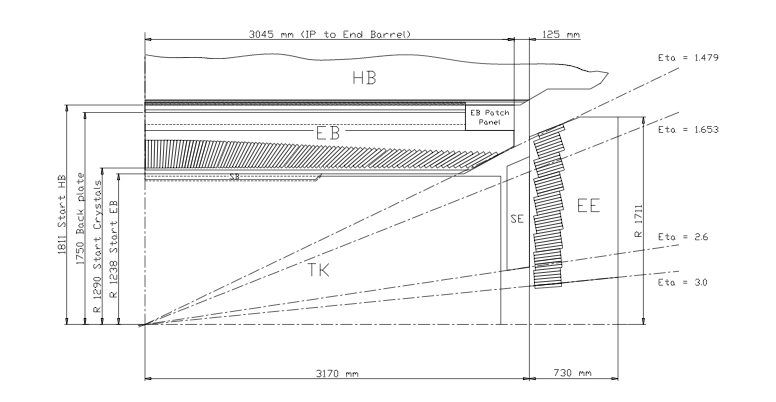 3045 mm (IP to End Barrel)
125 mm
Eta = 1.479
HB
EB Patch
Panel
EB
Eta = 1.653
1811 Start HB
1750 Back plate
R 1290 Start Crystals
R 1238 Start EB
SB
SE
EE
R 1711
Eta = 2.6
TK
Eta = 3.0
3170 mm
730 mm